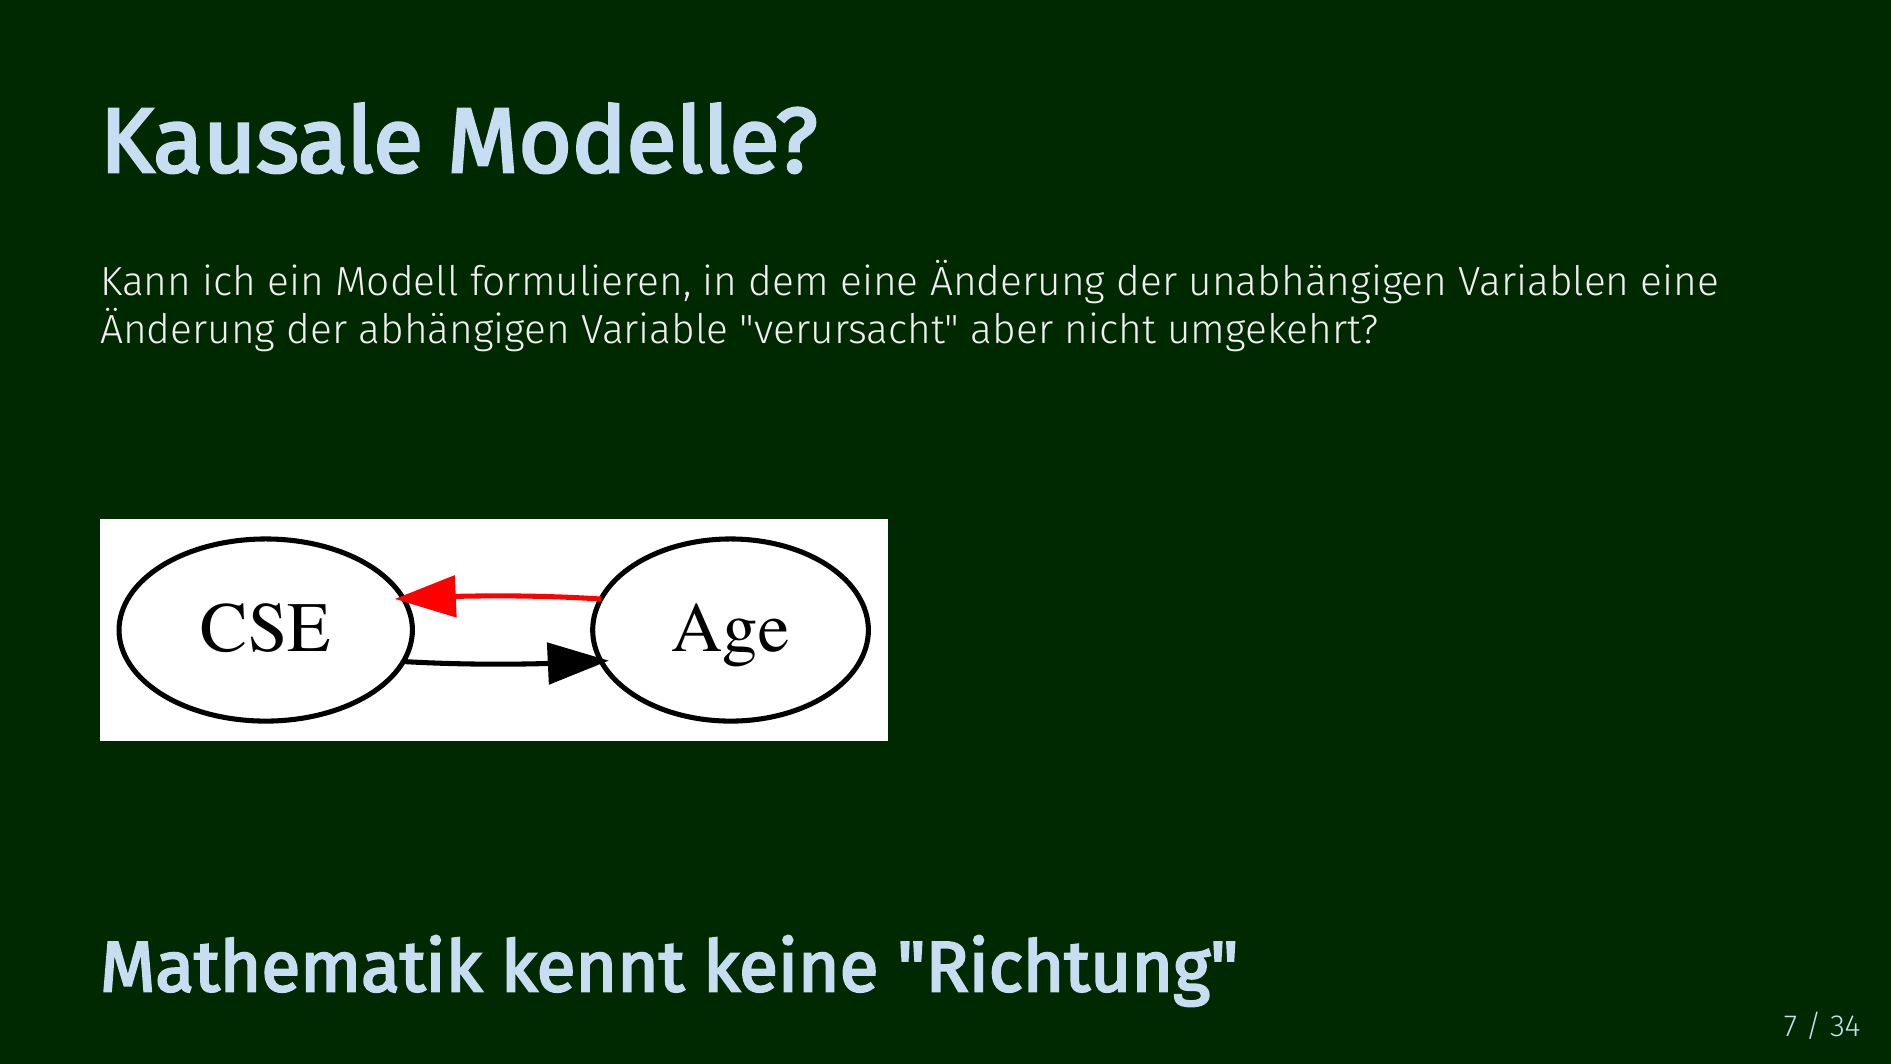 Kausale Modelle?
Kann ich ein Modell formulieren, in dem eine Änderung der unabhängigen Variablen eine
Änderung der abhängigen Variable "verursacht" aber nicht umgekehrt?
CSE
Age
Mathematik kennt keine "Richtung"
7 / 34